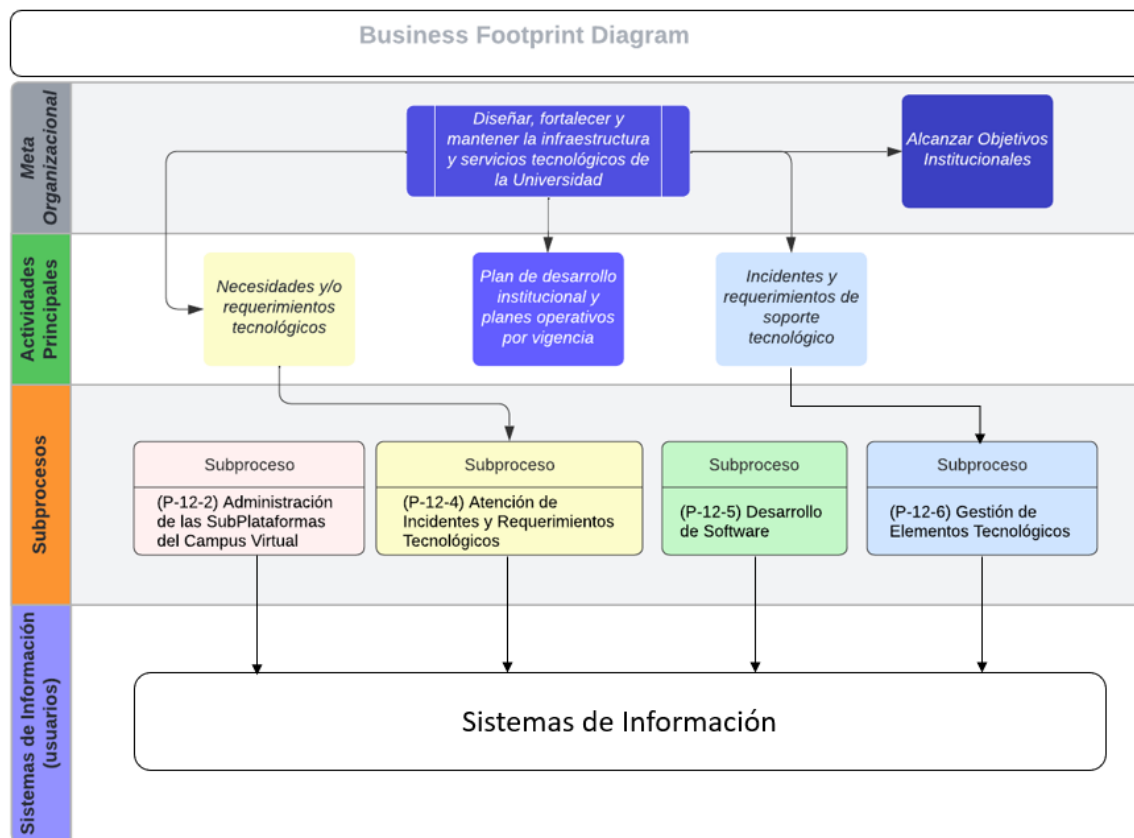 Business Footprint Diagram
Meta
Organizacional
Diseñar, fortalecer y
mantener la infraestructura
y servicios tecnológicos de
la Universidad
Alcanzar Objetivos
Institucionales
Actividades
Principales
Necesidades y/o
requerimientos
tecnológicos
Plan de desarrollo
institucional y
planes operativos
por vigencia
Incidentes y
requerimientos de
soporte
tecnológico
Subprocesos
Subproceso
(P-12-2) Administración
de las SubPlataformas
del Campus Virtual
Subproceso
(P-12-4) Atención de
Incidentes y Requerimientos
Tecnológicos
Subproceso
(P-12-5) Desarrollo
de Software
Subproceso
(P-12-6) Gestión de
Elementos Tecnológicos
Sistemas de Información
(usuarios)
Sistemas de Información